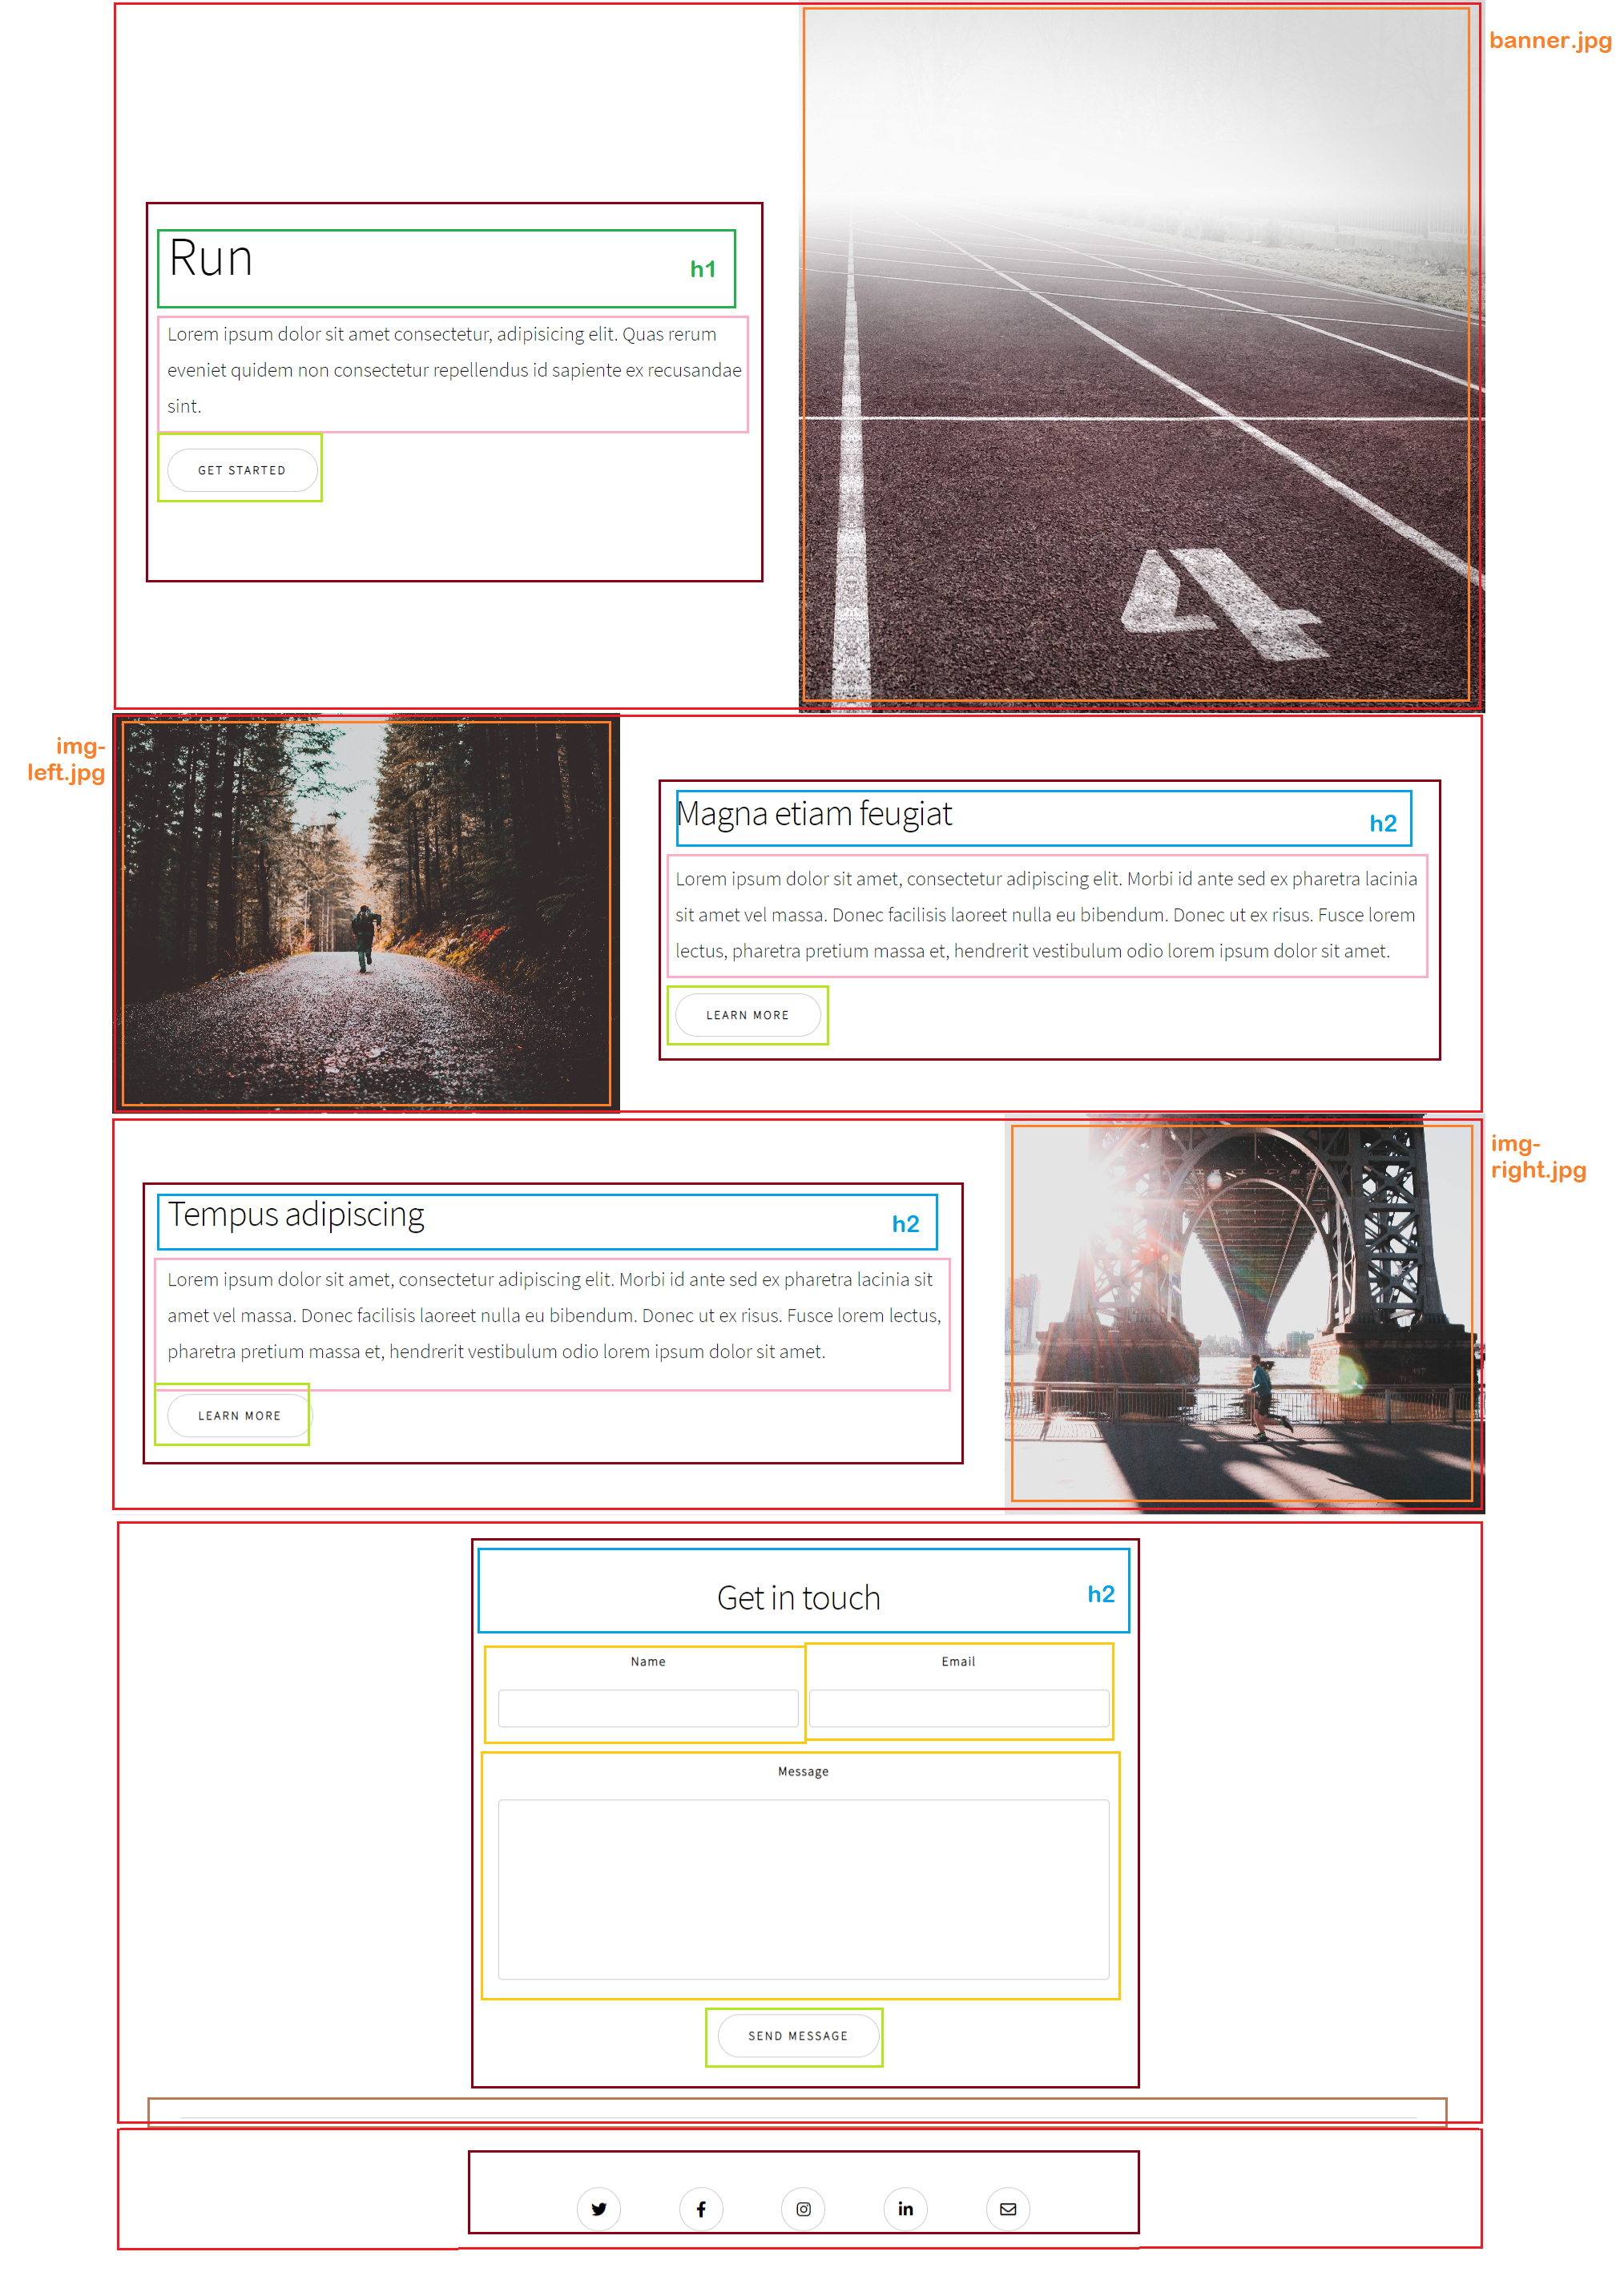 banner.jpg
Run
h1
Lorem ipsum dolor sit amet consectetur, adipisicing elit. Quas rerum
eveniet quidem non consectetur repellendus id sapiente ex recusandae
sint.
GET STARTED
4
img-
left.jpg
Magna etiam feugiat
h2
Lorem ipsum dolor sit amet, consectetur adipiscing elit. Morbi id ante sed ex pharetra lacinia
sit amet vel massa. Donec facilisis laoreet nulla eu bibendum. Donec ut ex risus. Fusce lorem
lectus, pharetra pretium massa et, hendrerit vestibulum odio lorem ipsum dolor sit amet.
LEARN MORE
img-
right.jpg
Tempus adipiscing
h2
Lorem ipsum dolor sit amet, consectetur adipiscing elit. Morbi id ante sed ex pharetra lacinia sit
amet vel massa. Donec facilisis laoreet nulla eu bibendum. Donec ut ex risus. Fusce lorem lectus,
pharetra pretium massa et, hendrerit vestibulum odio lorem ipsum dolor sit amet.
LEARN MORE
Get in touch
h2
Name
Email
Message
SEND MESSAGE